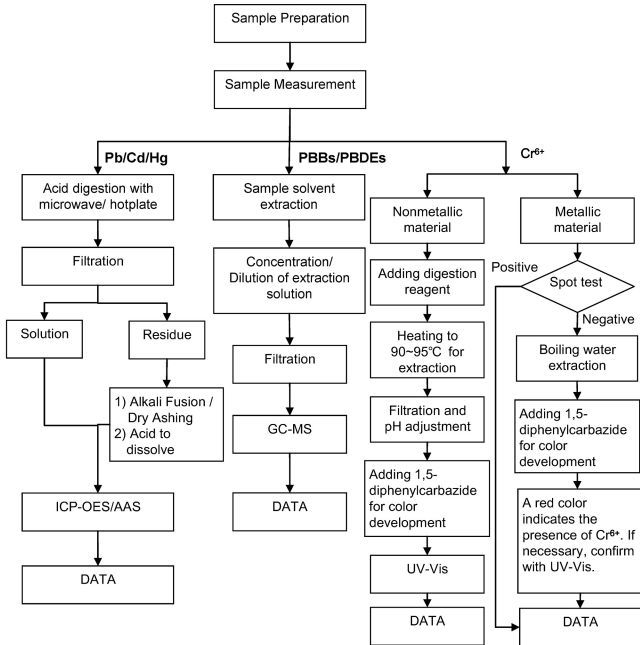 Sample Preparation
Sample Measurement
Pb/Cd/Hg
Acid digestion with
microwave/ hotplate
Filtration
Solution
Residue
1) Alkali Fusion /
Dry Ashing
2) Acid to
dissolve
ICP-OES/AAS
DATA
PBBs/PBDEs
Sample solvent
extraction
Concentration/
Dilution of extraction
solution
Filtration
GC-MS
DATA
Cr⁶⁺
Nonmetallic
material
Adding digestion
reagent
Heating to
90~95℃ for
extraction
Filtration and
pH adjustment
Adding 1,5-
diphenylcarbazide
for color
development
UV-Vis
DATA
Metallic
material
Spot test
Positive
Negative
Boiling water
extraction
Adding 1,5-
diphenylcarbazide
for color
development
A red color
indicates the
presence of Cr⁶⁺. If
necessary, confirm
with UV-Vis.
DATA